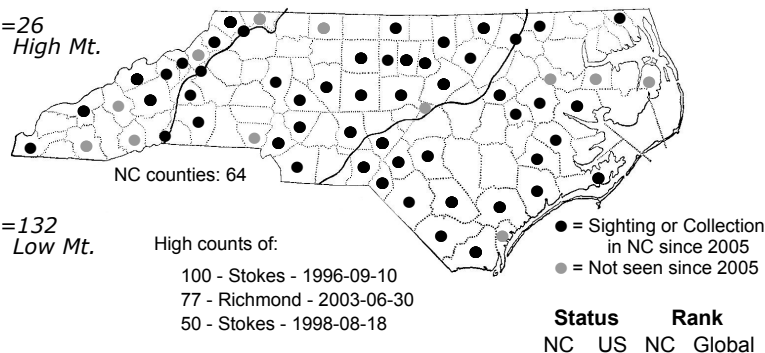 =26
High Mt.
NC counties: 64
=132
Low Mt.
High counts of:
100 - Stokes - 1996-09-10
77 - Richmond - 2003-06-30
50 - Stokes - 1998-08-18
= Sighting or Collection
in NC since 2005
= Not seen since 2005
Status Rank
NC US NC Global